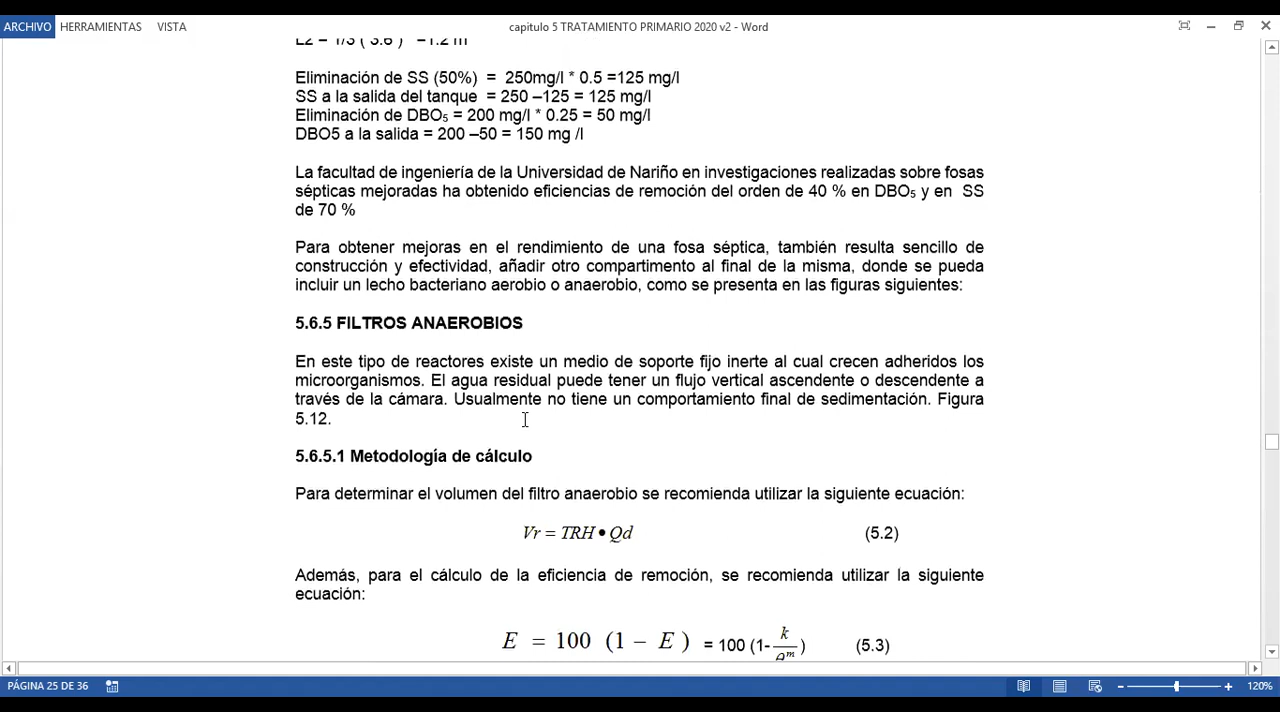 ARCHIVO HERRAMIENTAS VISTA
capitulo 5 TRATAMIENTO PRIMARIO 2020 v2 - Word
L2 = 1/3 ( 3.6 ) =1.2 m
Eliminación de SS (50%) = 250mg/l * 0.5 =125 mg/l
SS a la salida del tanque = 250 –125 = 125 mg/l
Eliminación de DBO₅ = 200 mg/l * 0.25 = 50 mg/l
DBO5 a la salida = 200 –50 = 150 mg /l
La facultad de ingeniería de la Universidad de Nariño en investigaciones realizadas sobre fosas
sépticas mejoradas ha obtenido eficiencias de remoción del orden de 40 % en DBO₅ y en SS
de 70 %
Para obtener mejoras en el rendimiento de una fosa séptica, también resulta sencillo de
construcción y efectividad, añadir otro compartimento al final de la misma, donde se pueda
incluir un lecho bacteriano aerobio o anaerobio, como se presenta en las figuras siguientes:
5.6.5 FILTROS ANAEROBIOS
En este tipo de reactores existe un medio de soporte fijo inerte al cual crecen adheridos los
microorganismos. El agua residual puede tener un flujo vertical ascendente o descendente a
través de la cámara. Usualmente no tiene un comportamiento final de sedimentación. Figura
5.12.
5.6.5.1 Metodología de cálculo
Para determinar el volumen del filtro anaerobio se recomienda utilizar la siguiente ecuación:
Vr = TRH • Qd (5.2)
Además, para el cálculo de la eficiencia de remoción, se recomienda utilizar la siguiente
ecuación:
E = 100 (1 − E ) = 100 (1- k/θᵐ ) (5.3)
PÁGINA 25 DE 36
120%